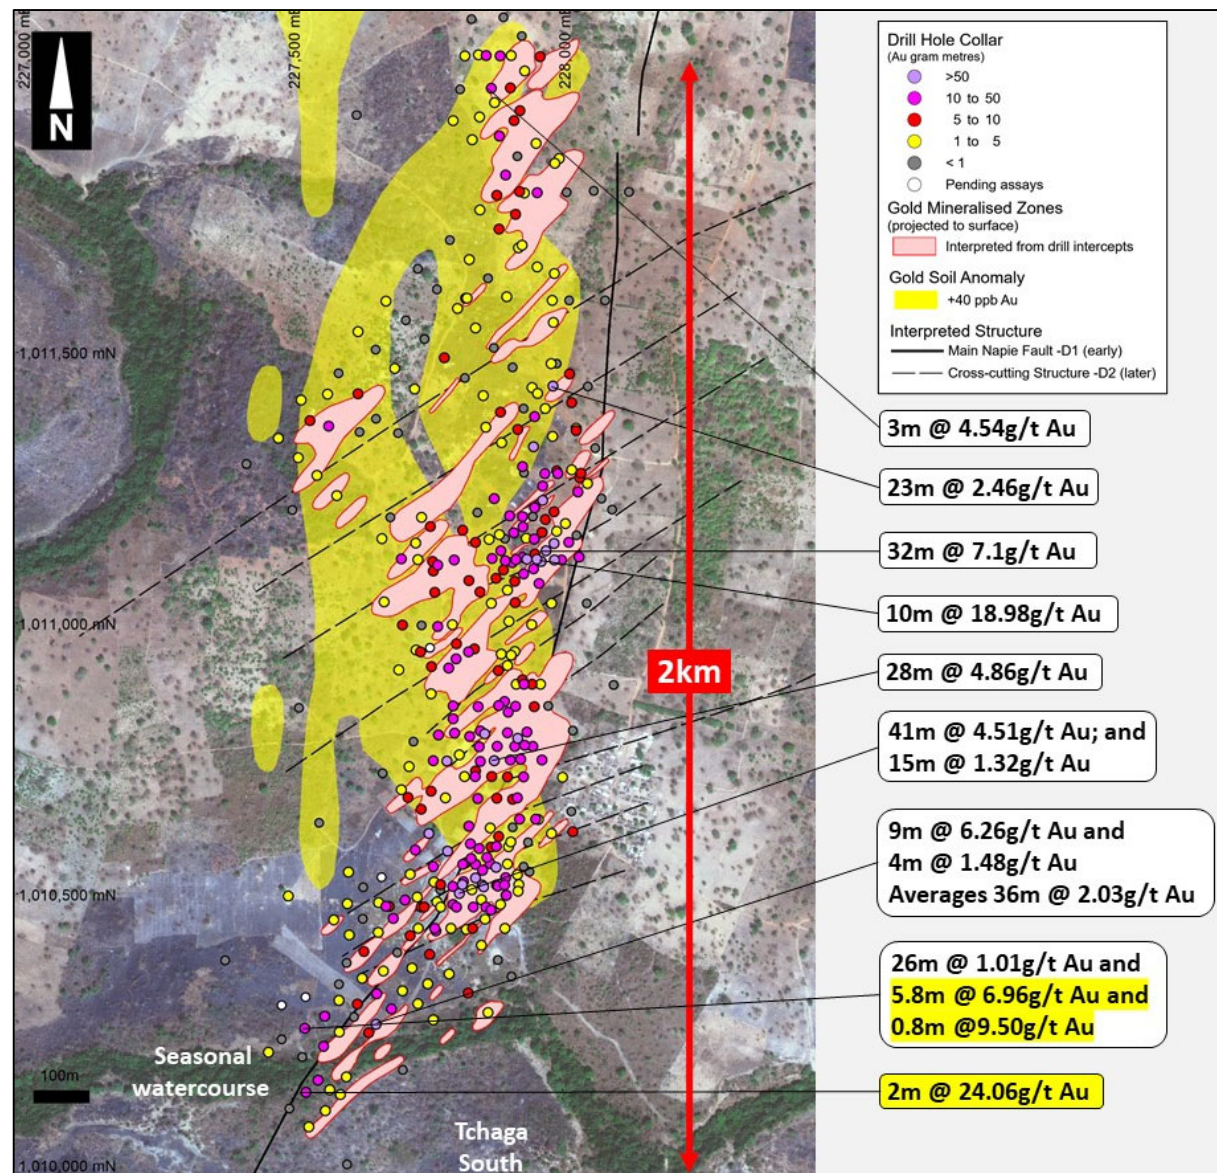 227,000 mE
227,500 mE
228,000 mE
N
1,011,500 mN
1,011,000 mN
1,010,500 mN
1,010,000 mN
2km
Seasonal
watercourse
100m
Tchaga
South
Drill Hole Collar
(Au gram metres)
>50
10 to 50
5 to 10
1 to 5
< 1
Pending assays
Gold Mineralised Zones
(projected to surface)
Interpreted from drill intercepts
Gold Soil Anomaly
+40 ppb Au
Interpreted Structure
Main Napie Fault -D1 (early)
Cross-cutting Structure -D2 (later)
3m @ 4.54g/t Au
23m @ 2.46g/t Au
32m @ 7.1g/t Au
10m @ 18.98g/t Au
28m @ 4.86g/t Au
41m @ 4.51g/t Au; and
15m @ 1.32g/t Au
9m @ 6.26g/t Au and
4m @ 1.48g/t Au
Averages 36m @ 2.03g/t Au
26m @ 1.01g/t Au and
5.8m @ 6.96g/t Au and
0.8m @9.50g/t Au
2m @ 24.06g/t Au